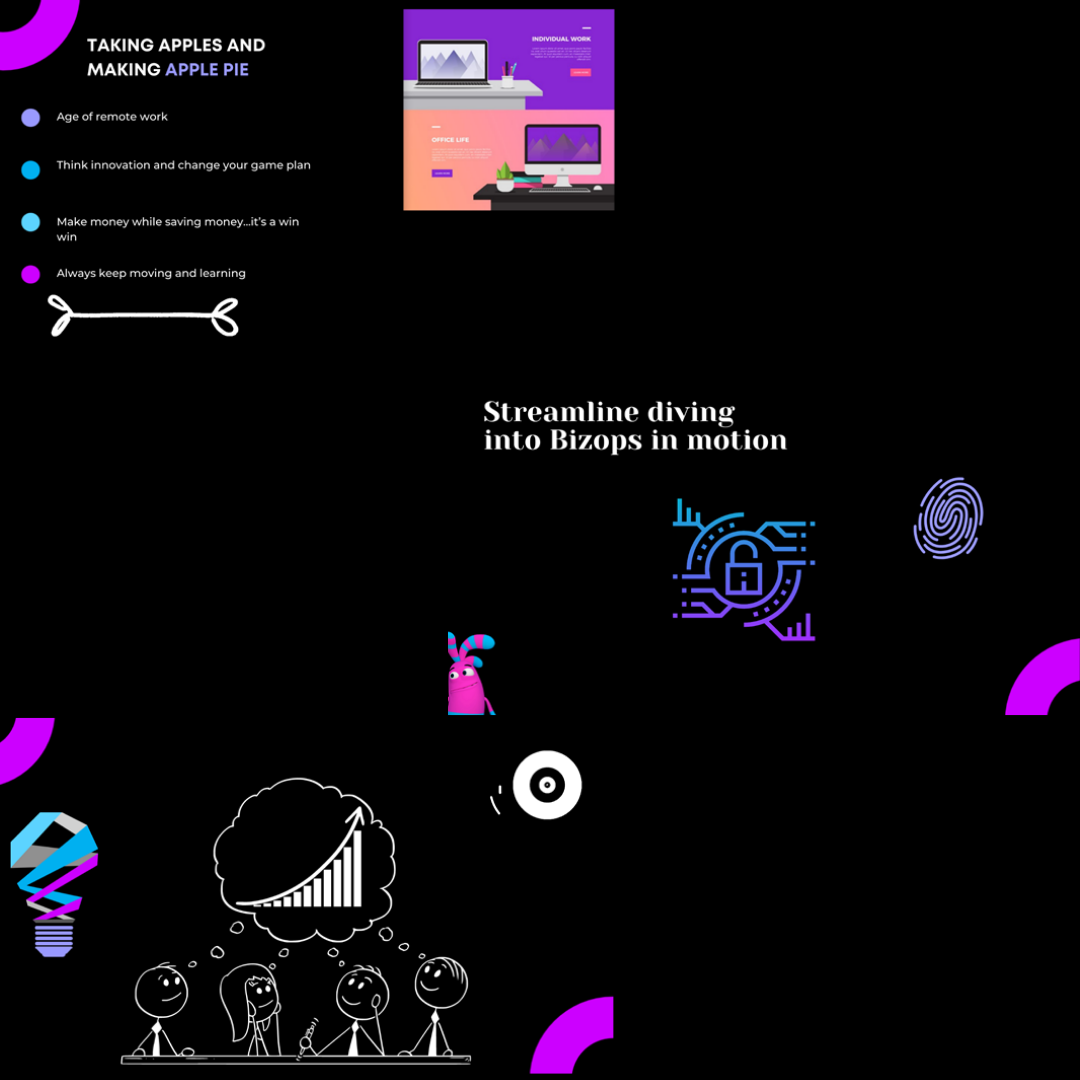 TAKING APPLES AND
MAKING APPLE PIE
Age of remote work
Think innovation and change your game plan
Make money while saving money...it's a win
win
Always keep moving and learning
INDIVIDUAL WORK
OFFICE LIFE
Streamline diving
into Bizops in motion